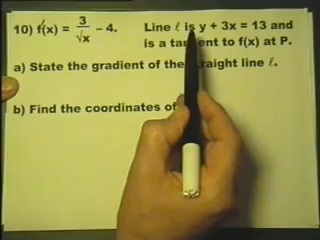 10) f'(x) = 3/√x − 4.
Line ℓ is y + 3x = 13 and
is a tangent to f(x) at P.
a) State the gradient of the straight line ℓ.
b) Find the coordinates of